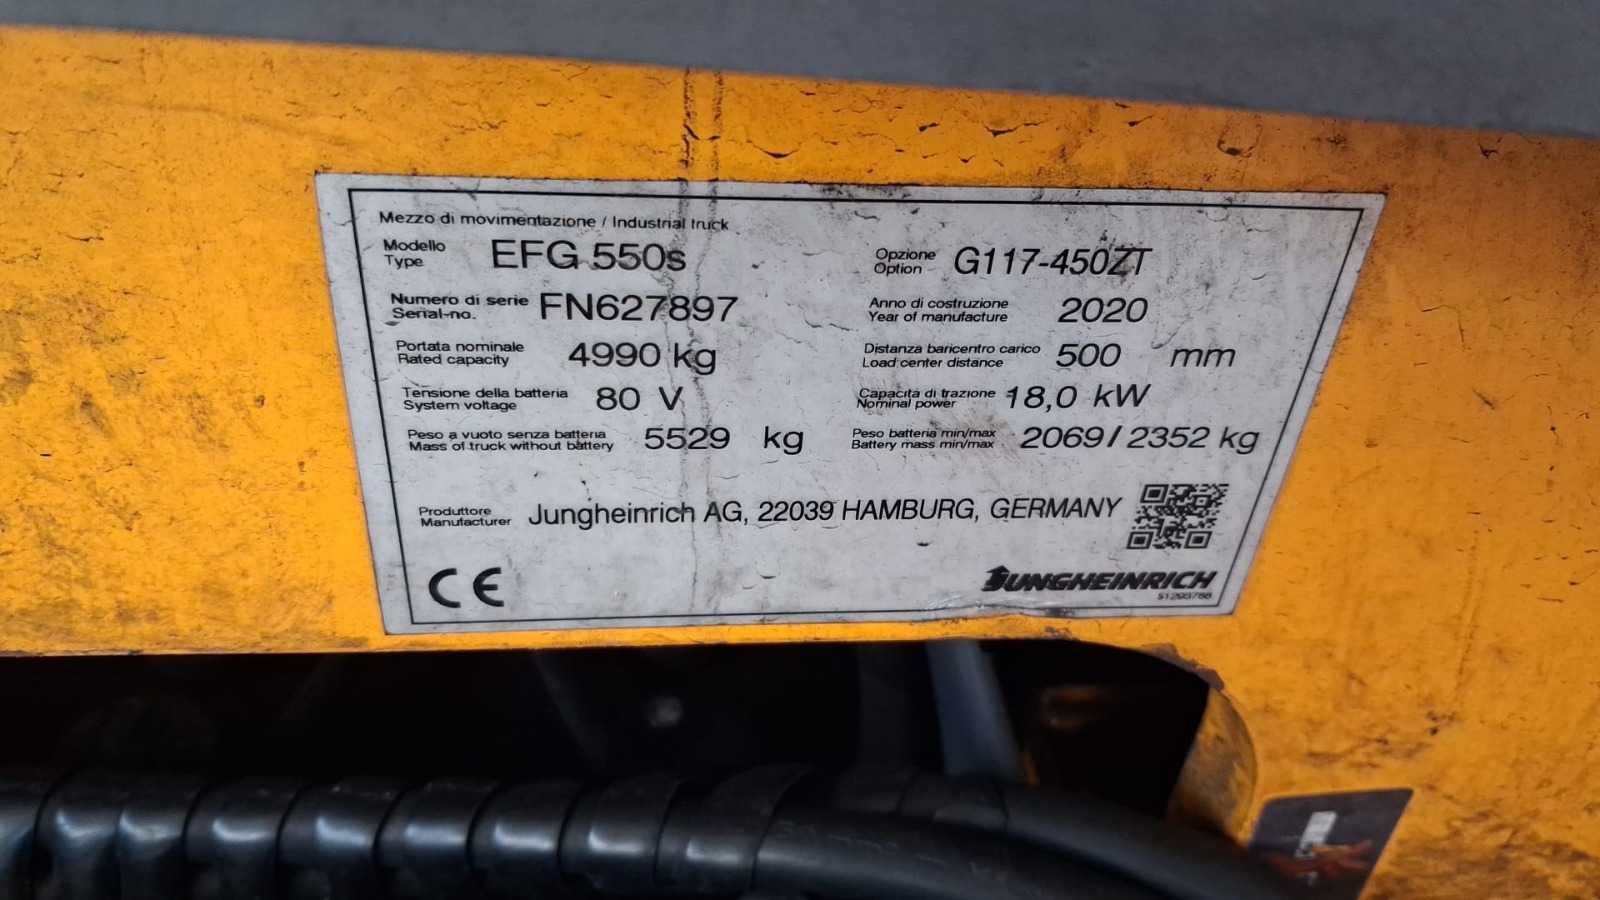 Mezzo di movimentazione / Industrial truck
Modello
Type
EFG 550s
Opzione
Option
G117-450ZT
Numero di serie
Serial-no.
FN627897
Anno di costruzione
Year of manufacture
2020
Portata nominale
Rated capacity
4990 kg
Distanza baricentro carico
Load center distance
500 mm
Tensione della batteria
System voltage
80 V
Capacita di trazione
Nominal power
18,0 kW
Peso a vuoto senza batteria
Mass of truck without battery
5529 kg
Peso batteria min/max
Battery mass min/max
2069 / 2352 kg
Produttore
Manufacturer
Jungheinrich AG, 22039 HAMBURG, GERMANY
CE
JUNGHEINRICH
51293788